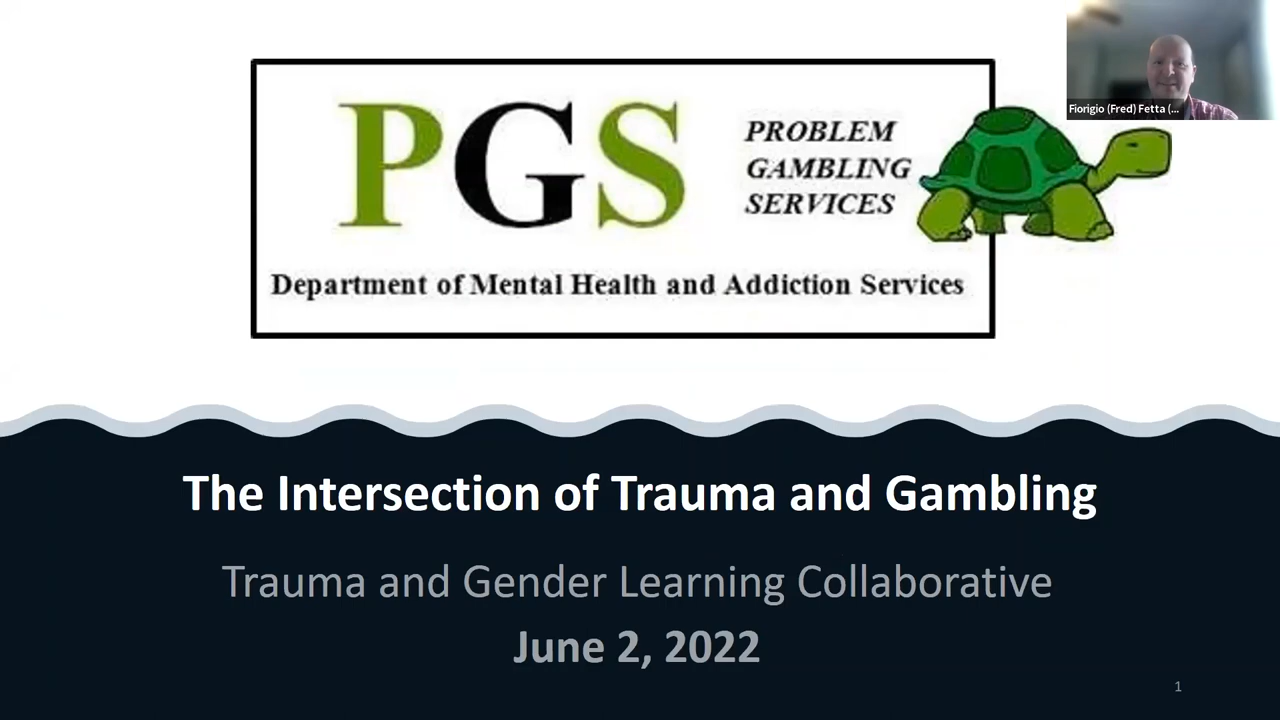 Fiorigio (Fred) Fetta (...
PGS
PROBLEM
GAMBLING
SERVICES
Department of Mental Health and Addiction Services
The Intersection of Trauma and Gambling
Trauma and Gender Learning Collaborative
June 2, 2022
1